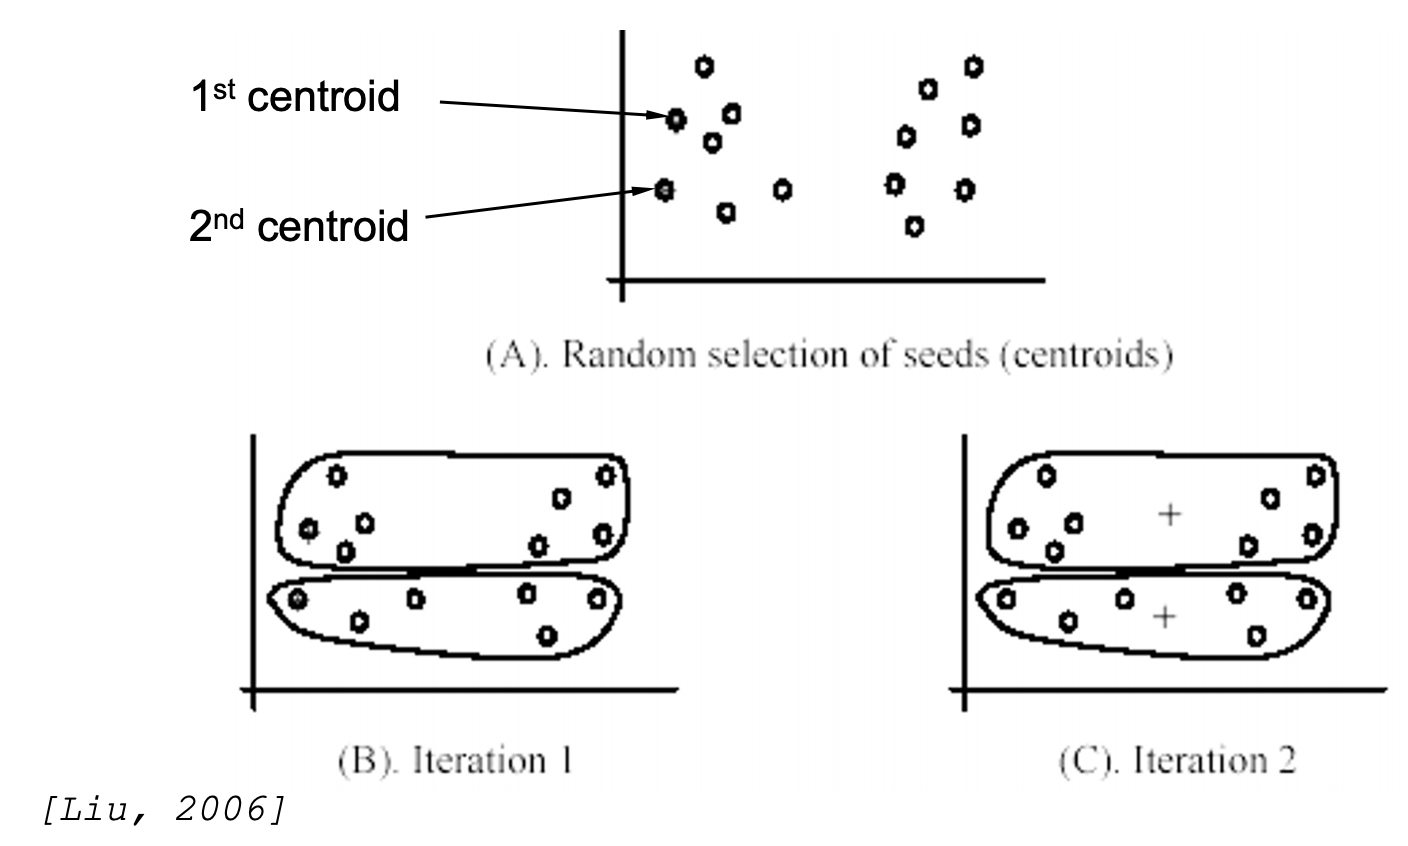 1st centroid
2nd centroid
(A). Random selection of seeds (centroids)
(B). Iteration 1
(C). Iteration 2
[Liu, 2006]